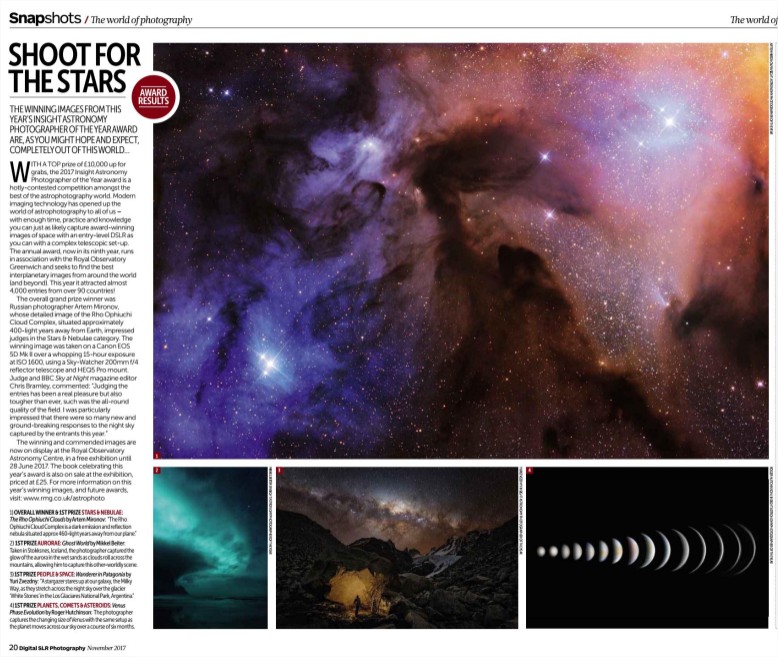 Snapshots / The world of photography
The world of
SHOOT FOR
THE STARS
AWARD
RESULTS
THE WINNING IMAGES FROM THIS
YEAR'S INSIGHT ASTRONOMY
PHOTOGRAPHER OF THE YEAR AWARD
ARE, AS YOU MIGHT HOPE AND EXPECT,
COMPLETELY OUT OF THIS WORLD...
WITH A TOP prize of £10,000 up for
grabs, the 2017 Insight Astronomy
Photographer of the Year award is a
hotly-contested competition amongst the
best of the astrophotography world. Modern
imaging technology has opened up the
world of astrophotography to all of us –
with enough time, practice and knowledge
you can just as likely capture award-winning
images of space with an entry-level DSLR as
you can with a complex telescopic set-up.
The annual award, now in its ninth year, runs
in association with the Royal Observatory
Greenwich and seeks to find the best
interplanetary images from around the world
(and beyond). This year it attracted almost
4,000 entries from over 90 countries!
The overall grand prize winner was
Russian photographer Artem Mironov,
whose detailed image of the Rho Ophiuchi
Cloud Complex, situated approximately
400-light years away from Earth, impressed
judges in the Stars & Nebulae category. The
winning image was taken on a Canon EOS
5D Mk II over a whopping 15-hour exposure
at ISO 1600, using a Sky-Watcher 200mm f/4
reflector telescope and HEQ5 Pro mount.
Judge and BBC Sky at Night magazine editor
Chris Bramley, commented: "Judging the
entries has been a real pleasure but also
tougher than ever, such was the all-round
quality of the field. I was particularly
impressed that there were so many new and
ground-breaking responses to the night sky
captured by the entrants this year."
The winning and commended images are
now on display at the Royal Observatory
Astronomy Centre, in a free exhibition until
28 June 2017. The book celebrating this
year's award is also on sale at the exhibition,
priced at £25. For more information on this
year's winning images, and future awards,
visit: www.rmg.co.uk/astrophoto
1) OVERALL WINNER & 1ST PRIZE STARS & NEBULAE:
The Rho Ophiuchi Clouds by Artem Mironov: "The Rho
Ophiuchi Cloud Complex is a dark emission and reflection
nebula situated approx 460-light years away from our plane."
2) 1ST PRIZE AURORAE: Ghost World by Mikkel Beiter:
Taken in Stokksnes, Iceland, the photographer captured the
glow of the aurora in the wet sands as clouds roll across the
mountains, allowing him to capture this other-worldly scene.
3) 1ST PRIZE PEOPLE & SPACE: Wanderer in Patagonia by
Yuri Zvezdny: "A stargazer stares up at our galaxy, the Milky
Way, as they stretch across the night sky over the glacier
'White Stones' in the Los Glaciares National Park, Argentina."
4) 1ST PRIZE PLANETS, COMETS & ASTEROIDS: Venus
Phase Evolution by Roger Hutchinson: The photographer
captures the changing size of Venus with the same setup as
the planet moves across our sky over a course of six months.
1
2
3
4
20 Digital SLR Photography November 2017